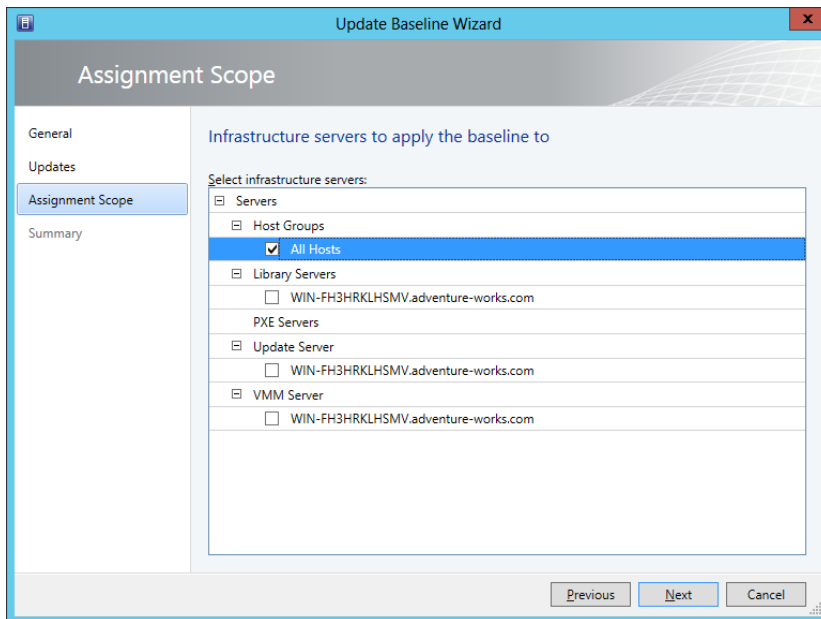 Update Baseline Wizard
x
Assignment Scope
General
Updates
Assignment Scope
Summary
Infrastructure servers to apply the baseline to
Select infrastructure servers:
Servers
Host Groups
All Hosts
Library Servers
WIN-FH3HRKLHSMV.adventure-works.com
PXE Servers
Update Server
WIN-FH3HRKLHSMV.adventure-works.com
VMM Server
WIN-FH3HRKLHSMV.adventure-works.com
Previous Next Cancel